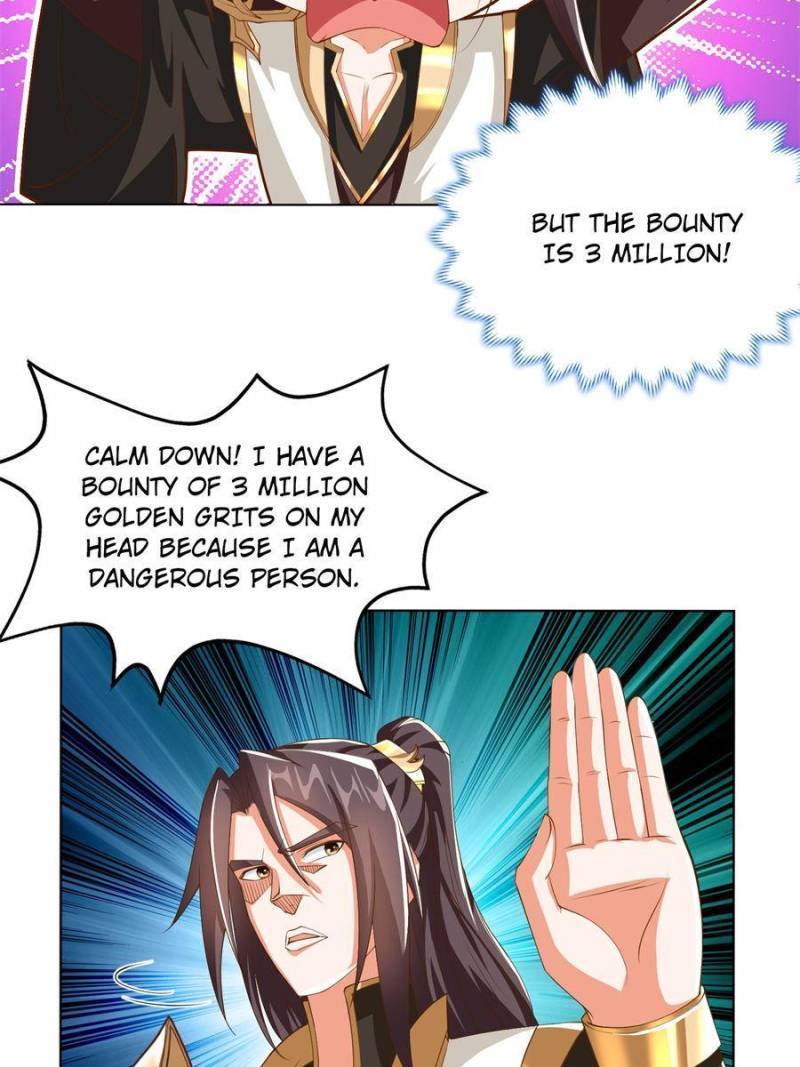 BUT THE BOUNTY
IS 3 MILLION!
CALM DOWN! I HAVE A
BOUNTY OF 3 MILLION
GOLDEN GRITS ON MY
HEAD BECAUSE I AM A
DANGEROUS PERSON.